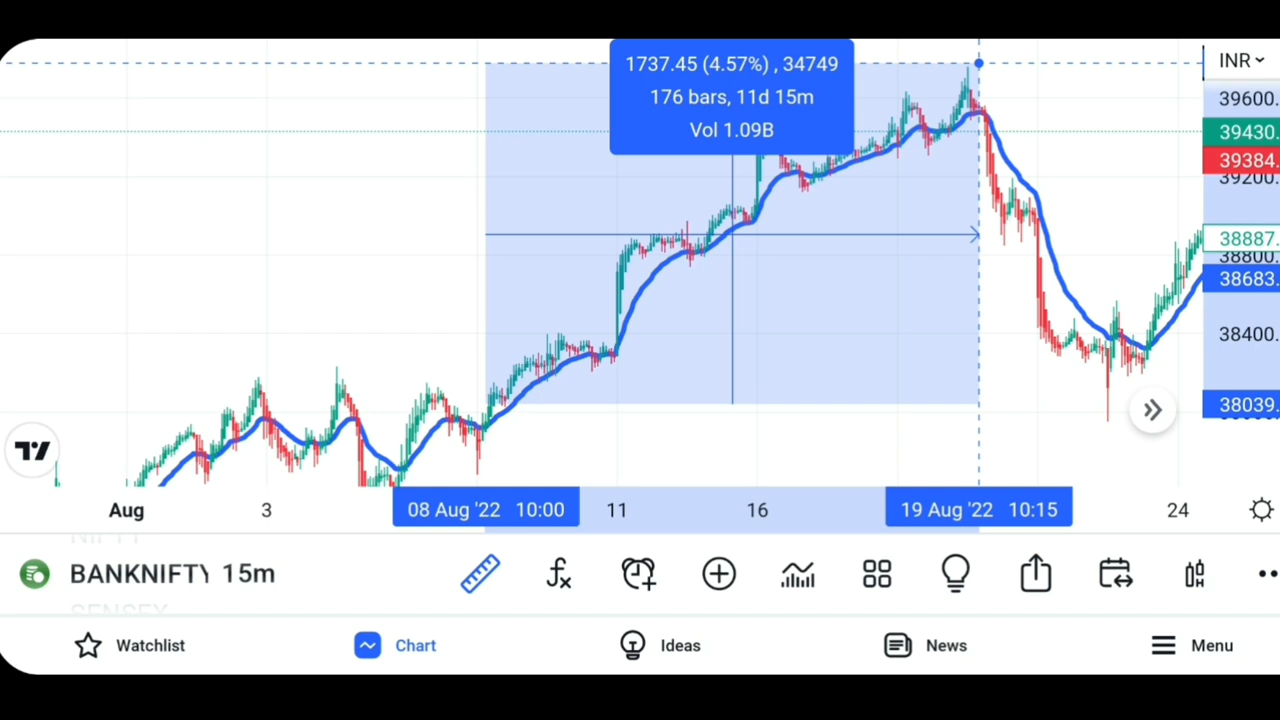 1737.45 (4.57%) , 34749
176 bars, 11d 15m
Vol 1.09B
INR
39600.
39430.
39384.
39200.
38887.
38800.
38683.
38400.
38039.
Aug 3 08 Aug '22 10:00 11 16 19 Aug '22 10:15 24
NIFTY
BANKNIFTY 15m
SENSEX
Watchlist Chart Ideas News Menu